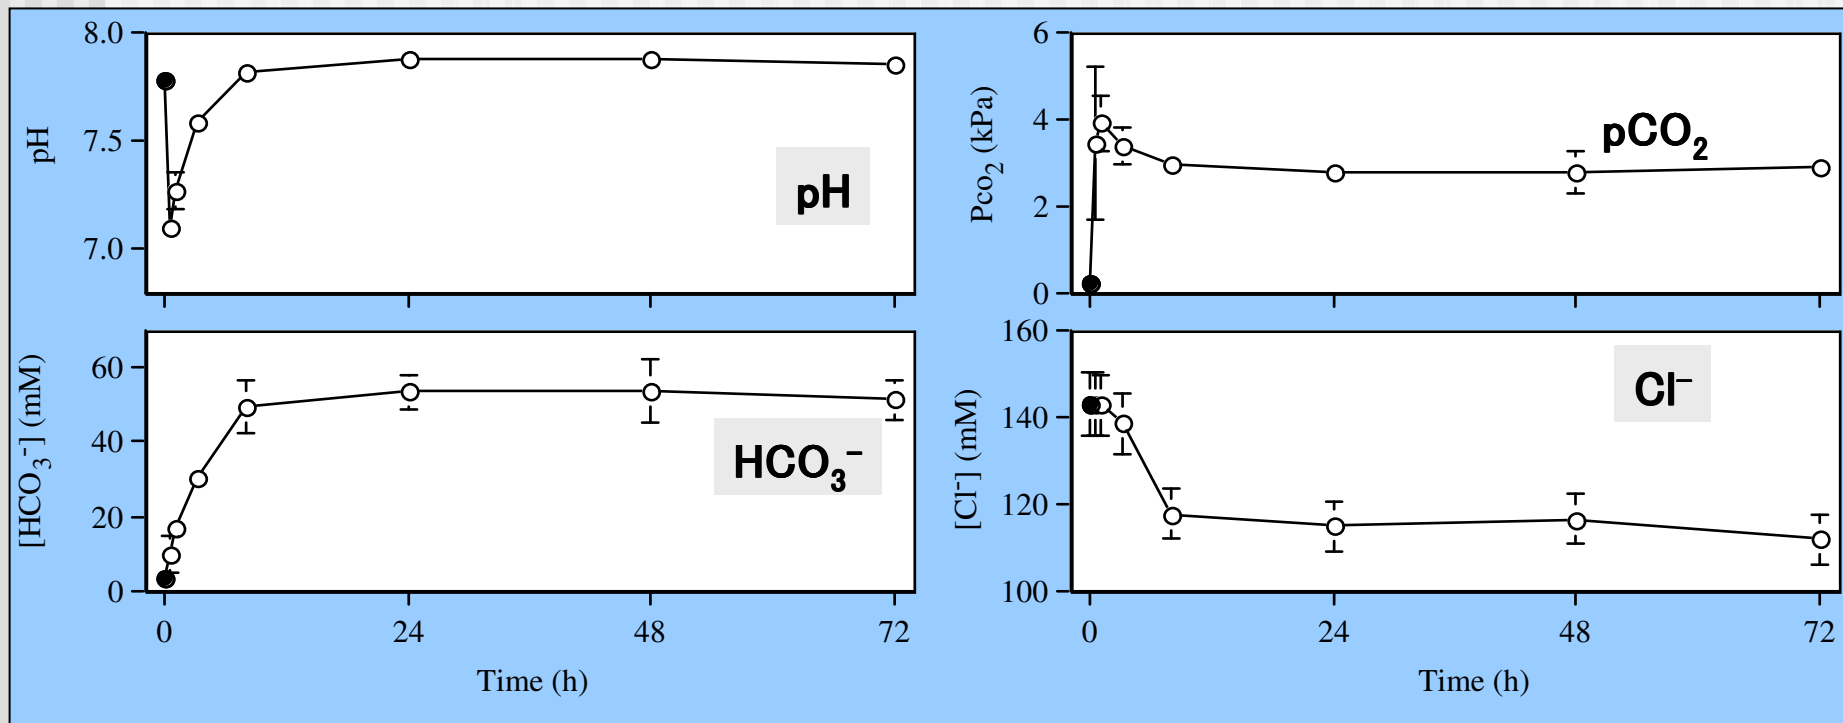 8.0
7.5
7.0
pH
pH
6
4
2
0
Pco₂ (kPa)
pCO₂
60
40
20
0
[HCO₃⁻] (mM)
HCO₃⁻
0 24 48 72
Time (h)
160
140
120
100
[Cl⁻] (mM)
Cl⁻
0 24 48 72
Time (h)